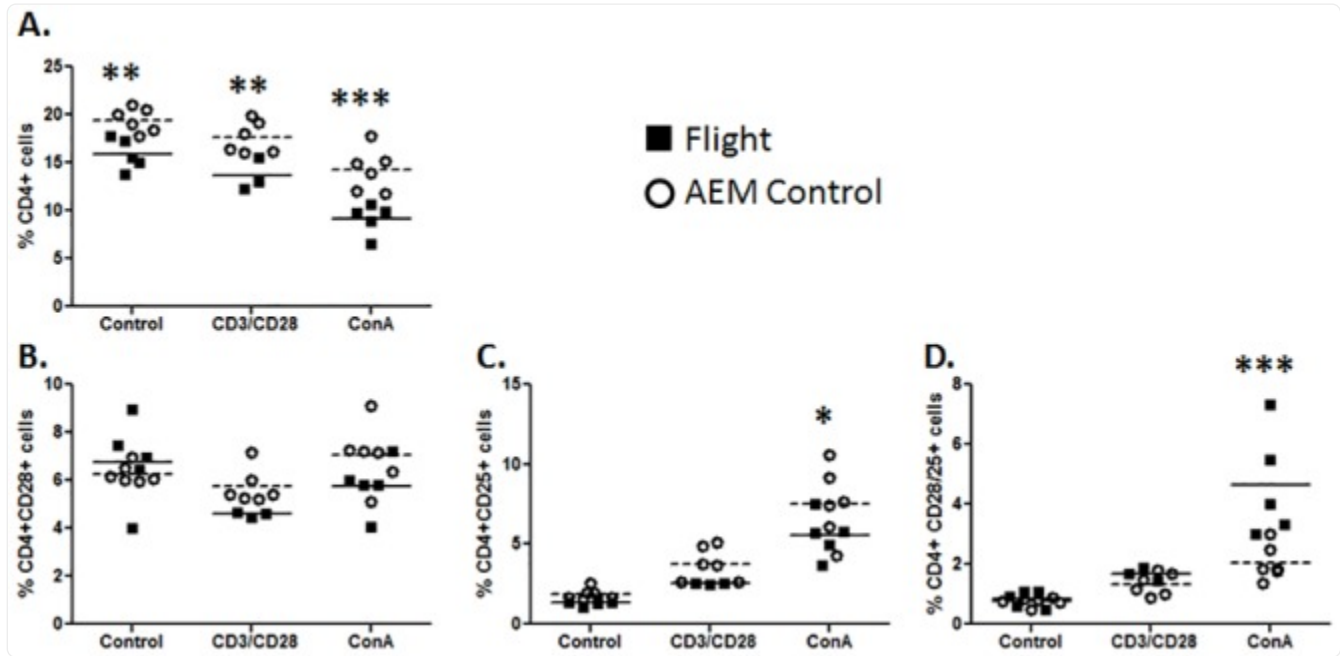 A.
% CD4+ cells
25
20
15
10
5
0
** ** ***
Control CD3/CD28 ConA
Flight
AEM Control
B.
% CD4+CD28+ cells
10
8
6
4
2
0
Control CD3/CD28 ConA
C.
% CD4+CD25+ cells
15
10
5
0
*
Control CD3/CD28 ConA
D.
% CD4+ CD28/25+ cells
8
6
4
2
0
***
Control CD3/CD28 ConA